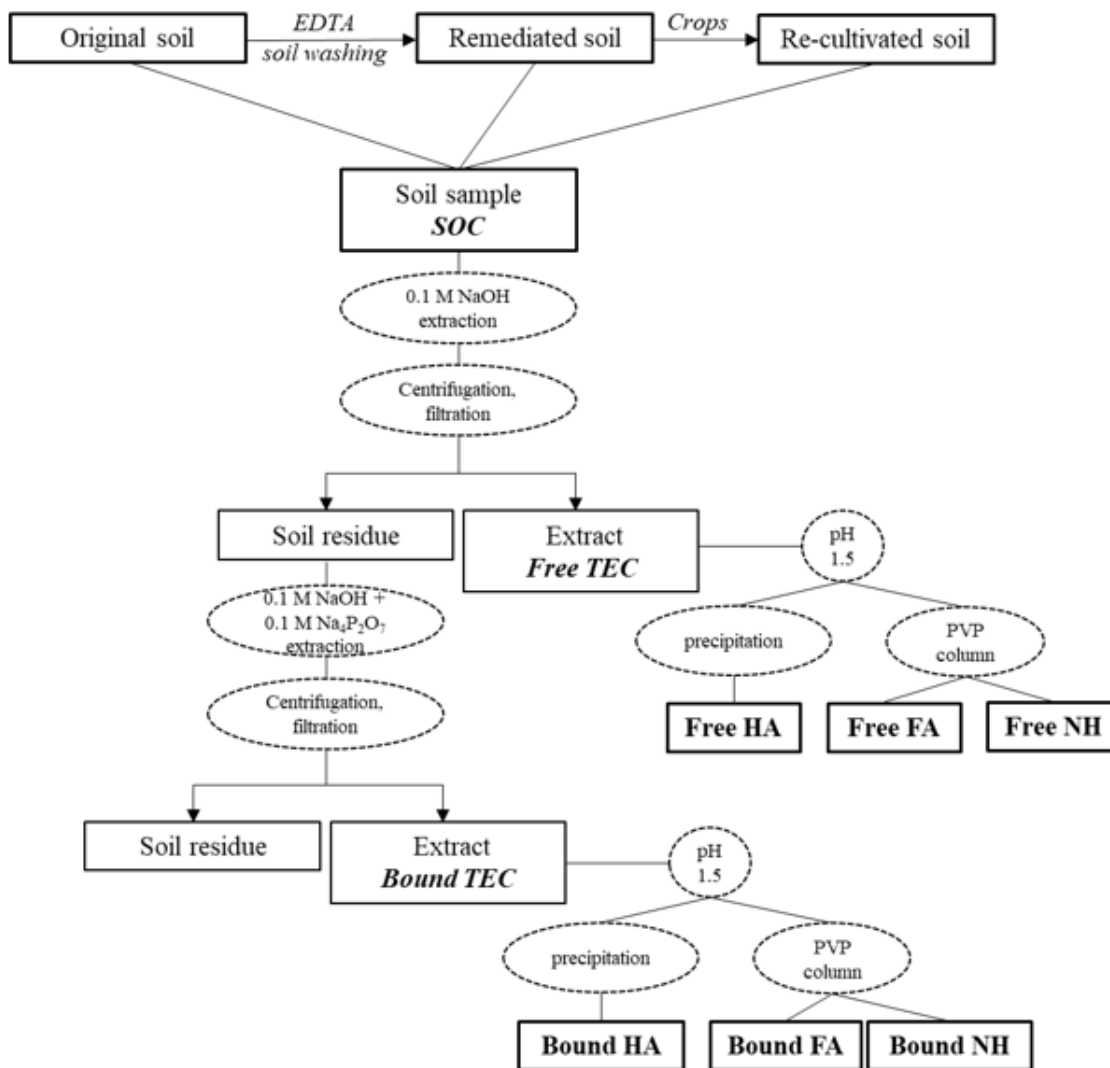 Original soil
EDTA
soil washing
Remediated soil
Crops
Re-cultivated soil
Soil sample
SOC
0.1 M NaOH
extraction
Centrifugation,
filtration
Soil residue
Extract
Free TEC
pH
1.5
0.1 M NaOH +
0.1 M Na₄P₂O₇
extraction
precipitation
PVP
column
Centrifugation,
filtration
Free HA
Free FA
Free NH
Soil residue
Extract
Bound TEC
pH
1.5
precipitation
PVP
column
Bound HA
Bound FA
Bound NH